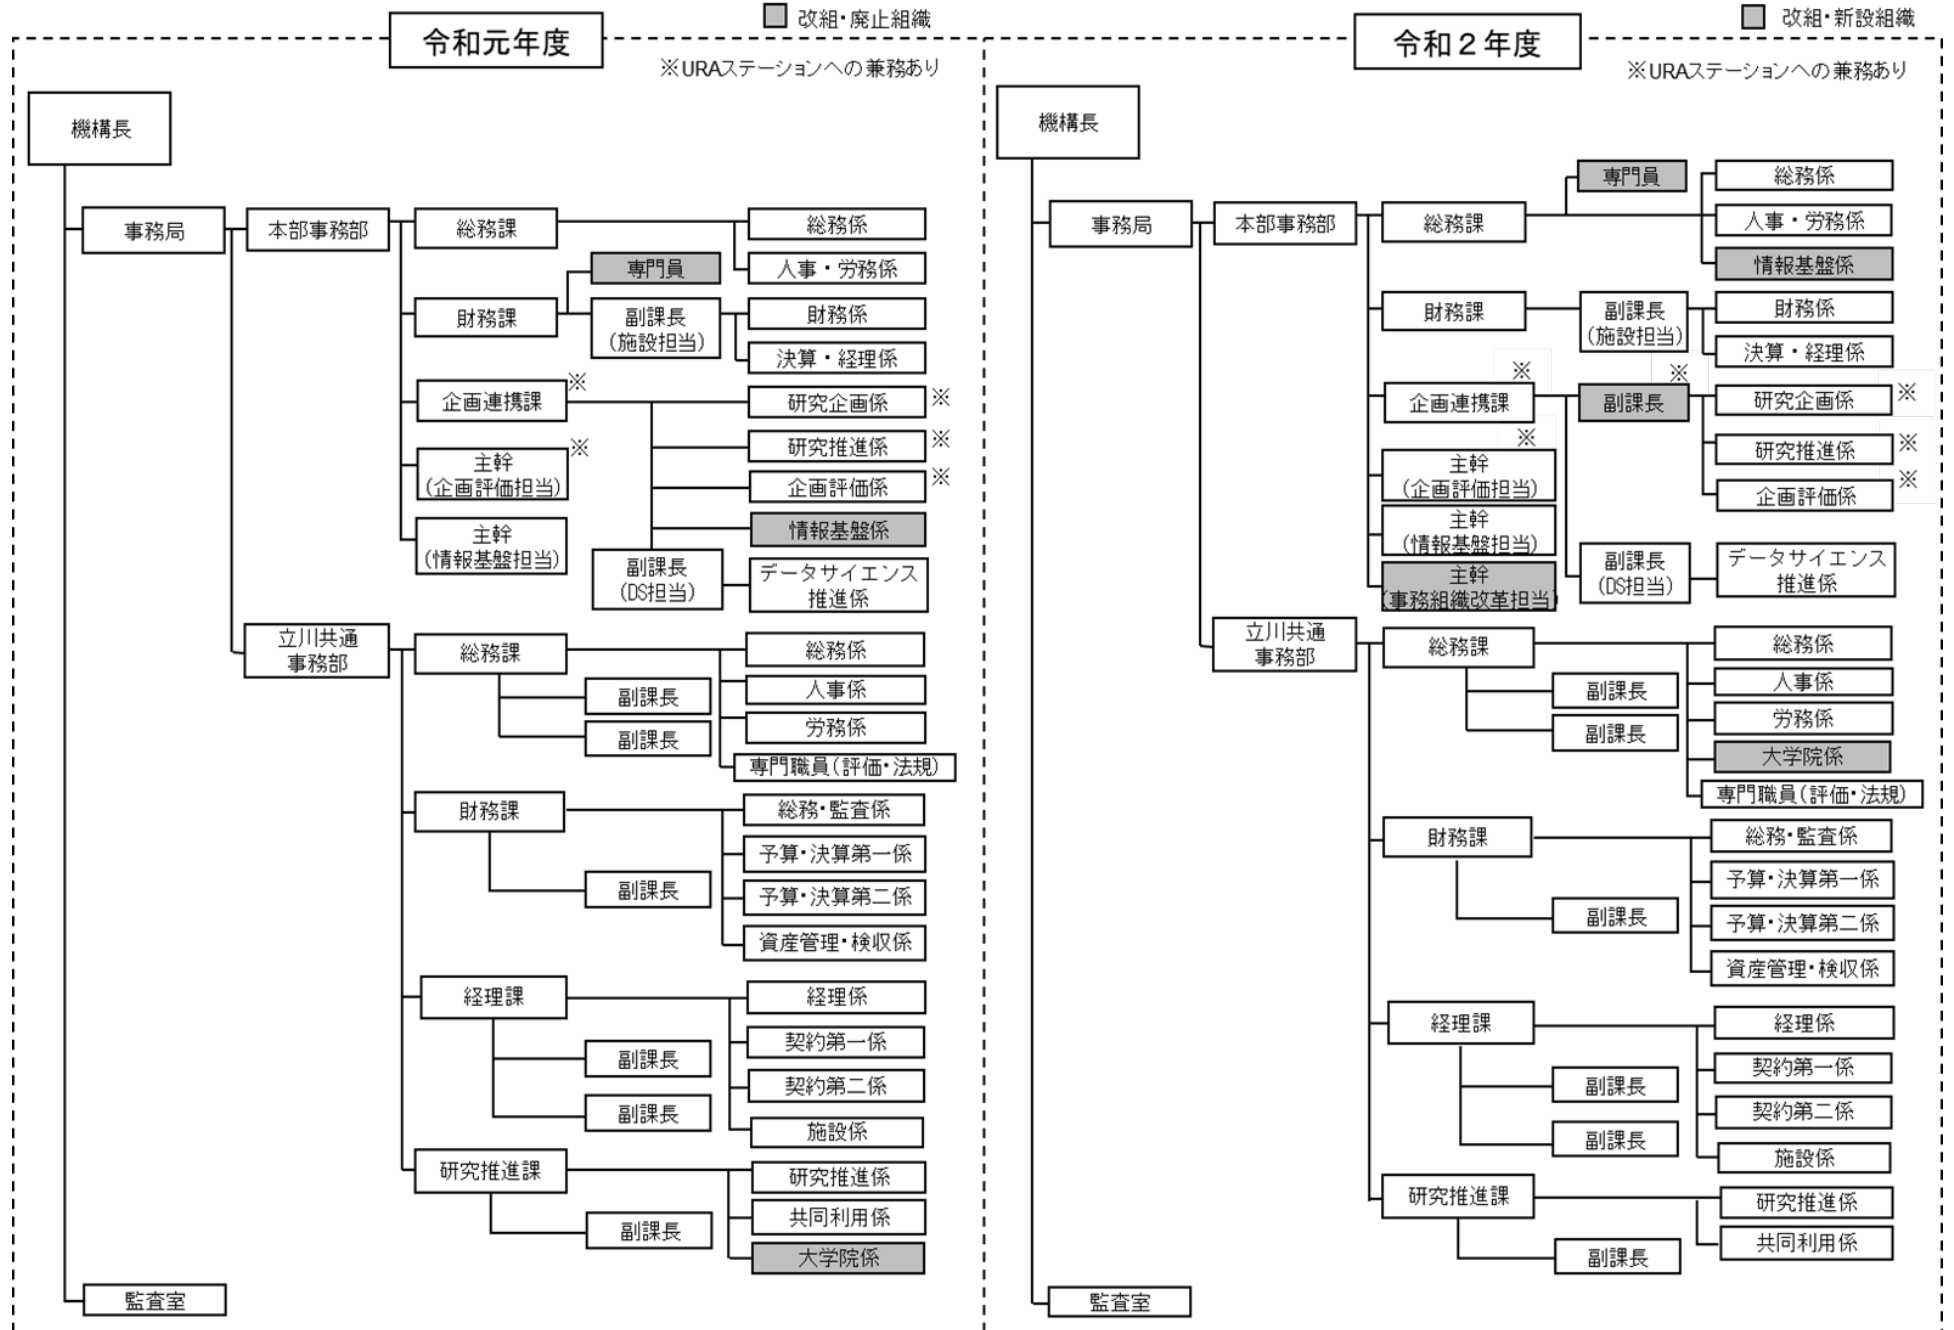 令和元年度
改組・廃止組織
※URAステーションへの兼務あり
機構長
事務局
本部事務部
総務課
総務係
人事・労務係
専門員
財務課
副課長
(施設担当)
財務係
決算・経理係
企画連携課
※
研究企画係
※
研究推進係
※
主幹
(企画評価担当)
※
企画評価係
※
主幹
(情報基盤担当)
情報基盤係
副課長
(DS担当)
データサイエンス
推進係
立川共通
事務部
総務課
総務係
副課長
人事係
副課長
労務係
専門職員(評価・法規)
財務課
総務・監査係
予算・決算第一係
副課長
予算・決算第二係
資産管理・検収係
経理課
経理係
副課長
契約第一係
副課長
契約第二係
施設係
研究推進課
研究推進係
副課長
共同利用係
大学院係
監査室
令和2年度
改組・新設組織
※URAステーションへの兼務あり
機構長
事務局
本部事務部
総務課
専門員
総務係
人事・労務係
情報基盤係
財務課
副課長
(施設担当)
財務係
決算・経理係
企画連携課
※
副課長
※
研究企画係
※
研究推進係
※
企画評価係
※
主幹
(企画評価担当)
※
主幹
(情報基盤担当)
主幹
(事務組織改革担当)
副課長
(DS担当)
データサイエンス
推進係
立川共通
事務部
総務課
総務係
副課長
人事係
副課長
労務係
大学院係
専門職員(評価・法規)
財務課
総務・監査係
予算・決算第一係
副課長
予算・決算第二係
資産管理・検収係
経理課
経理係
副課長
契約第一係
副課長
契約第二係
施設係
研究推進課
研究推進係
副課長
共同利用係
監査室